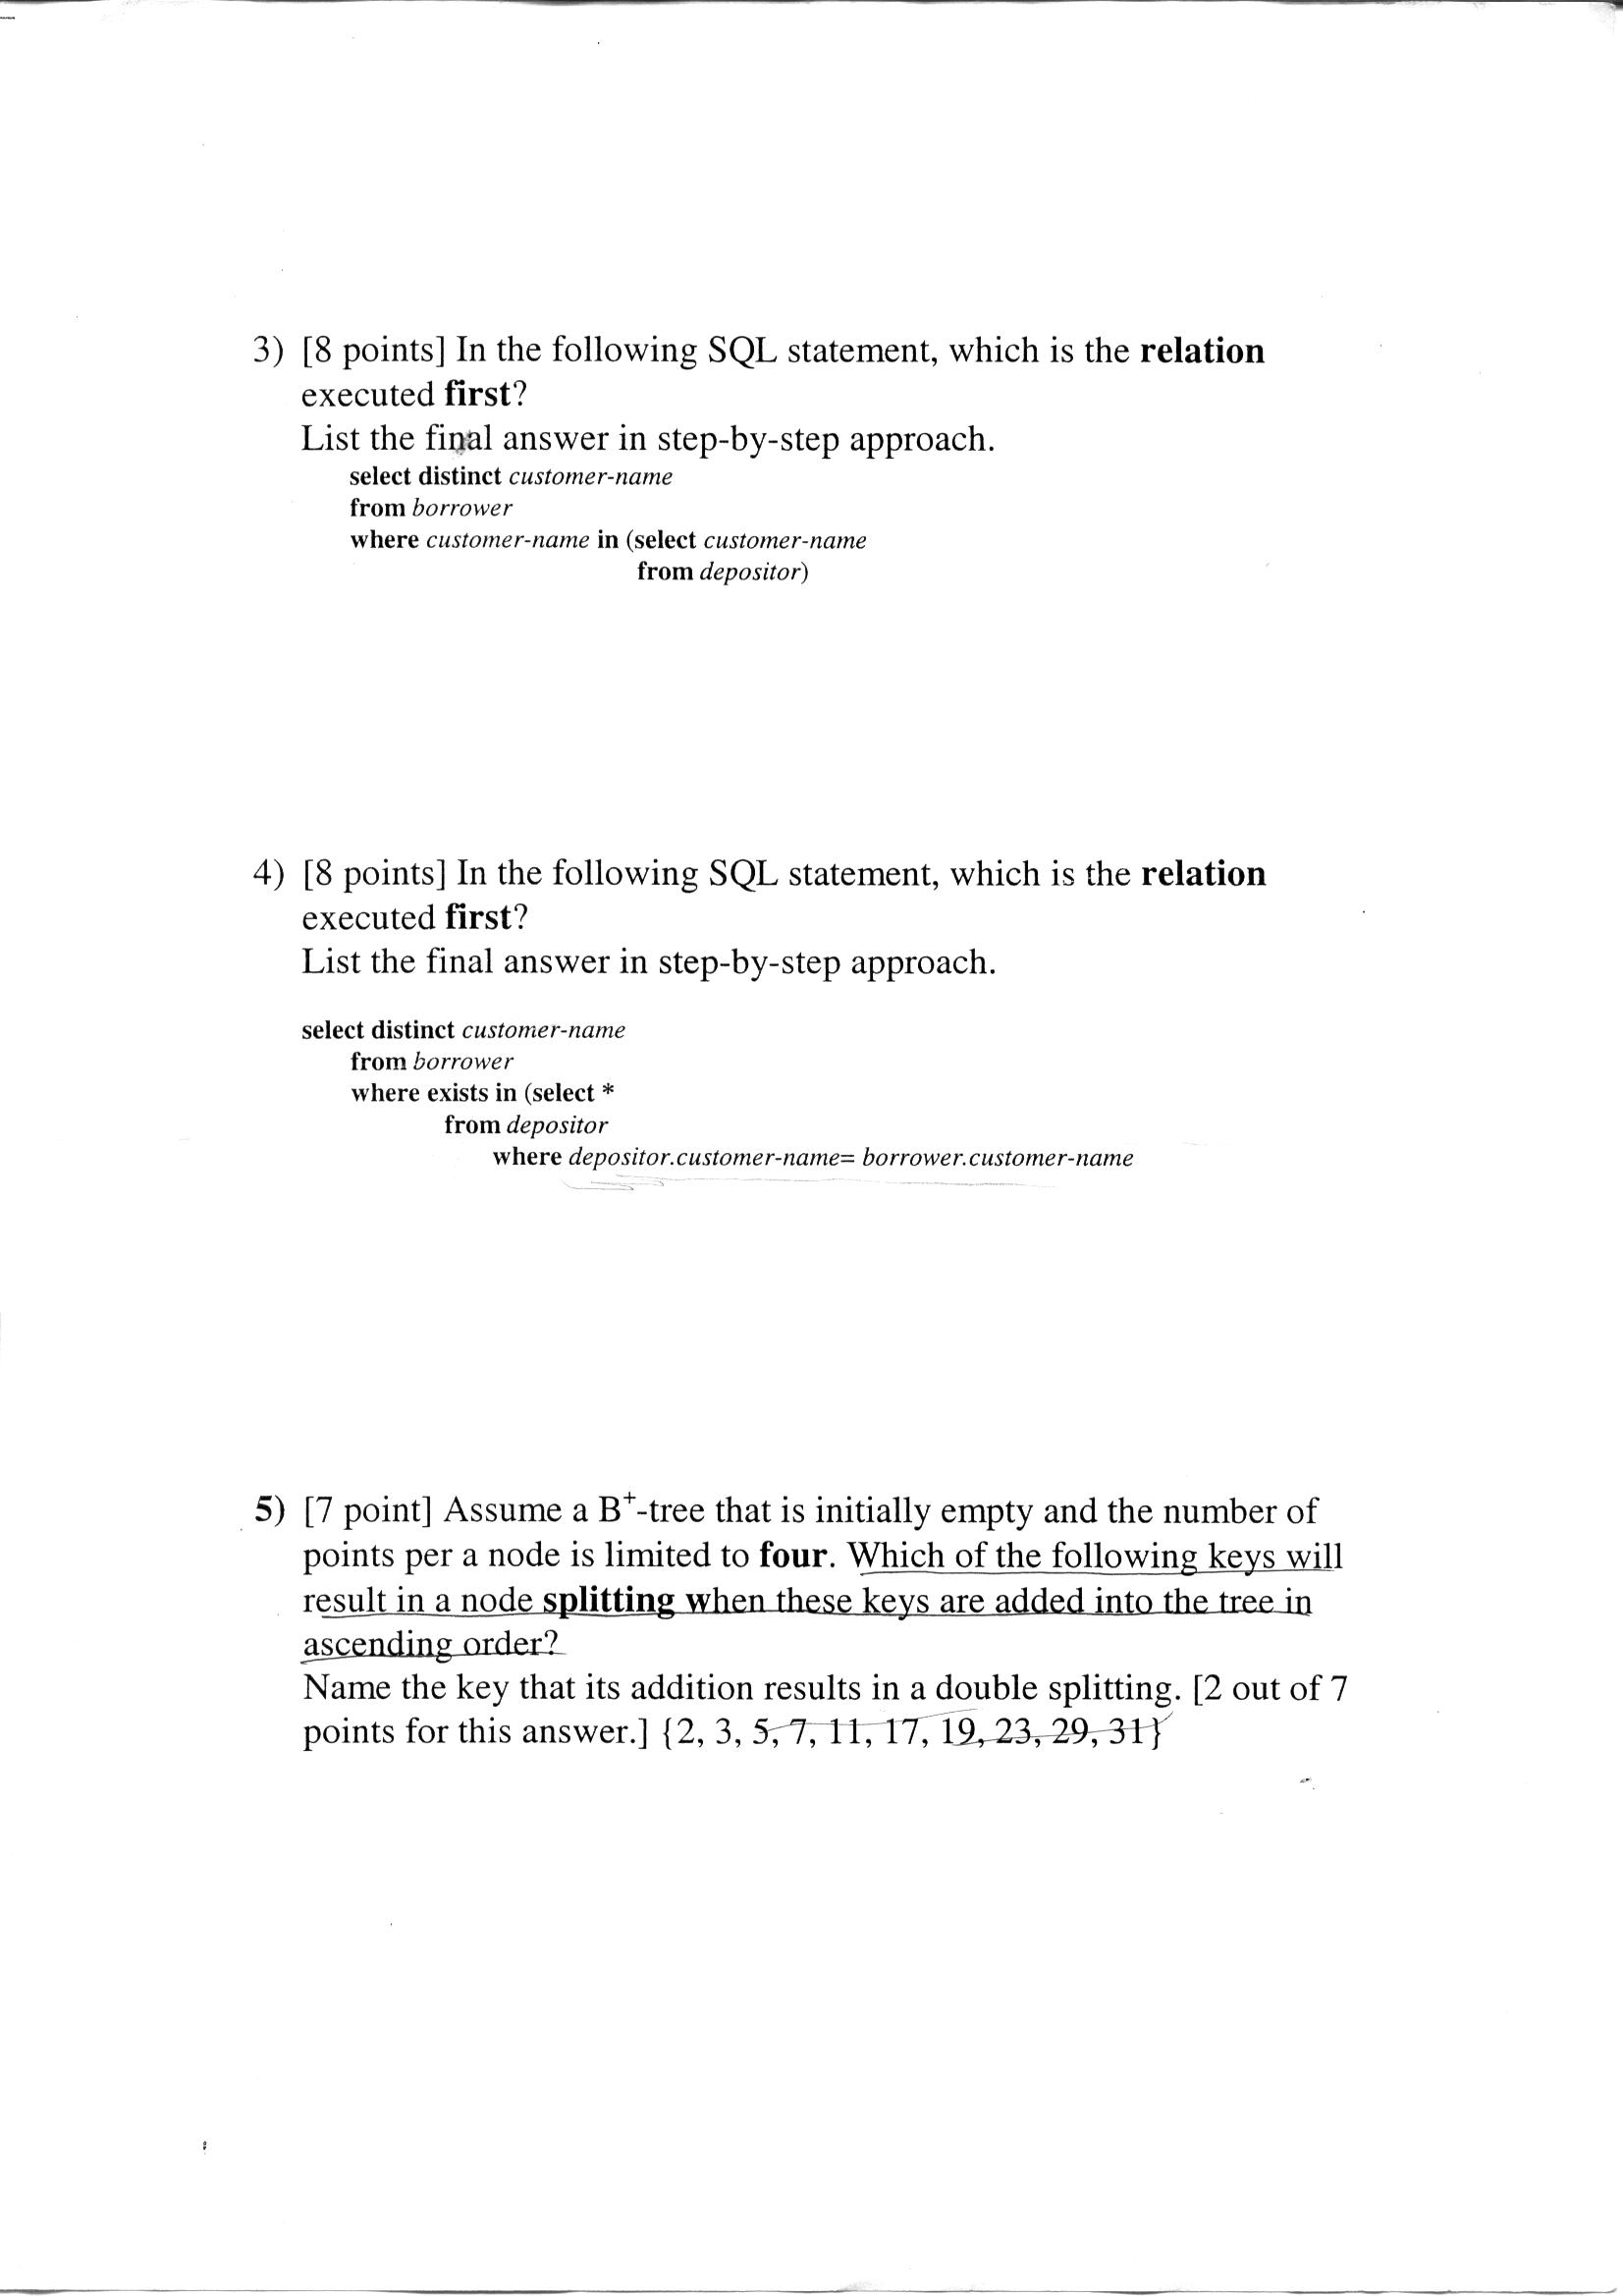 3) [8 points] In the following SQL statement, which is the relation
executed first?
List the final answer in step-by-step approach.
select distinct customer-name
from borrower
where customer-name in (select customer-name
from depositor)
4) [8 points] In the following SQL statement, which is the relation
executed first?
List the final answer in step-by-step approach.
select distinct customer-name
from borrower
where exists in (select *
from depositor
where depositor.customer-name= borrower.customer-name
5) [7 point] Assume a B⁺-tree that is initially empty and the number of
points per a node is limited to four. Which of the following keys will
result in a node splitting when these keys are added into the tree in
ascending order?
Name the key that its addition results in a double splitting. [2 out of 7
points for this answer.] {2, 3, 5, 7, 11, 17, 19, 23, 29, 31}